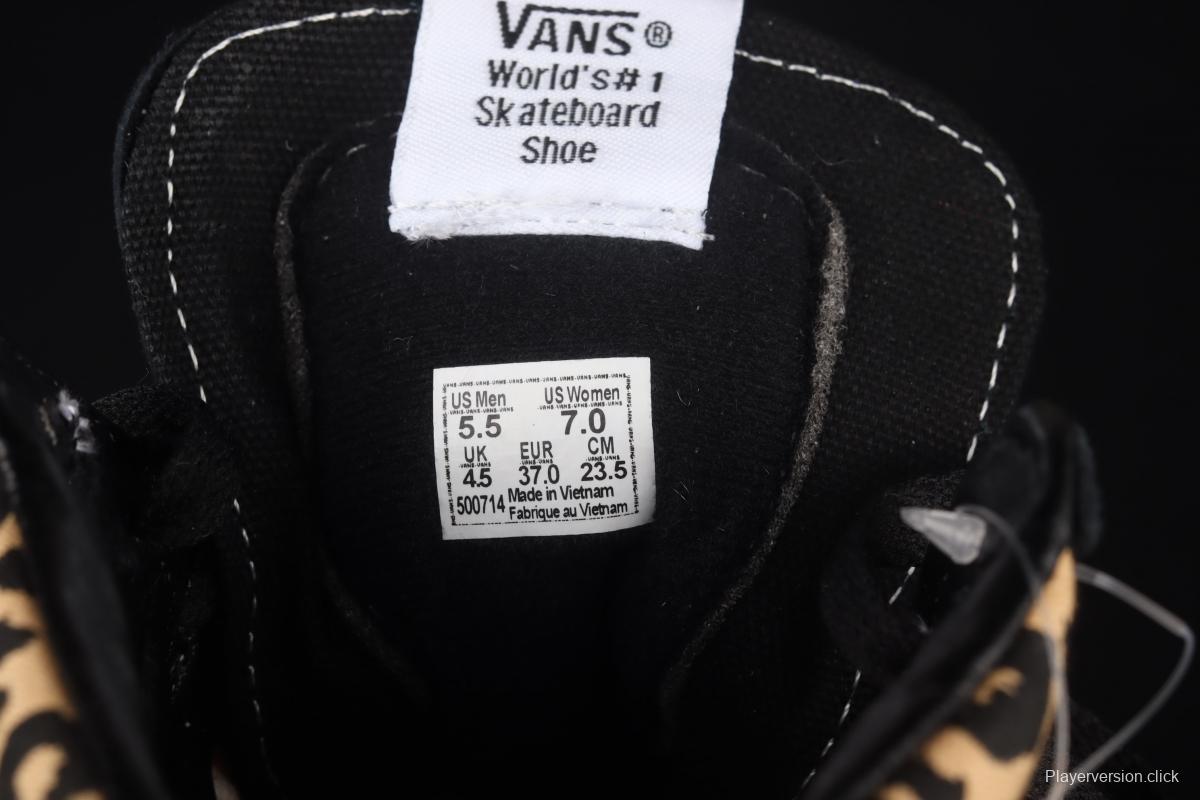 VANS®
World's# 1
Skateboard
Shoe
US Men US Women
5.5 7.0
UK EUR CM
4.5 37.0 23.5
500714 Made in Vietnam
Fabrique au Vietnam
Playerversion.click